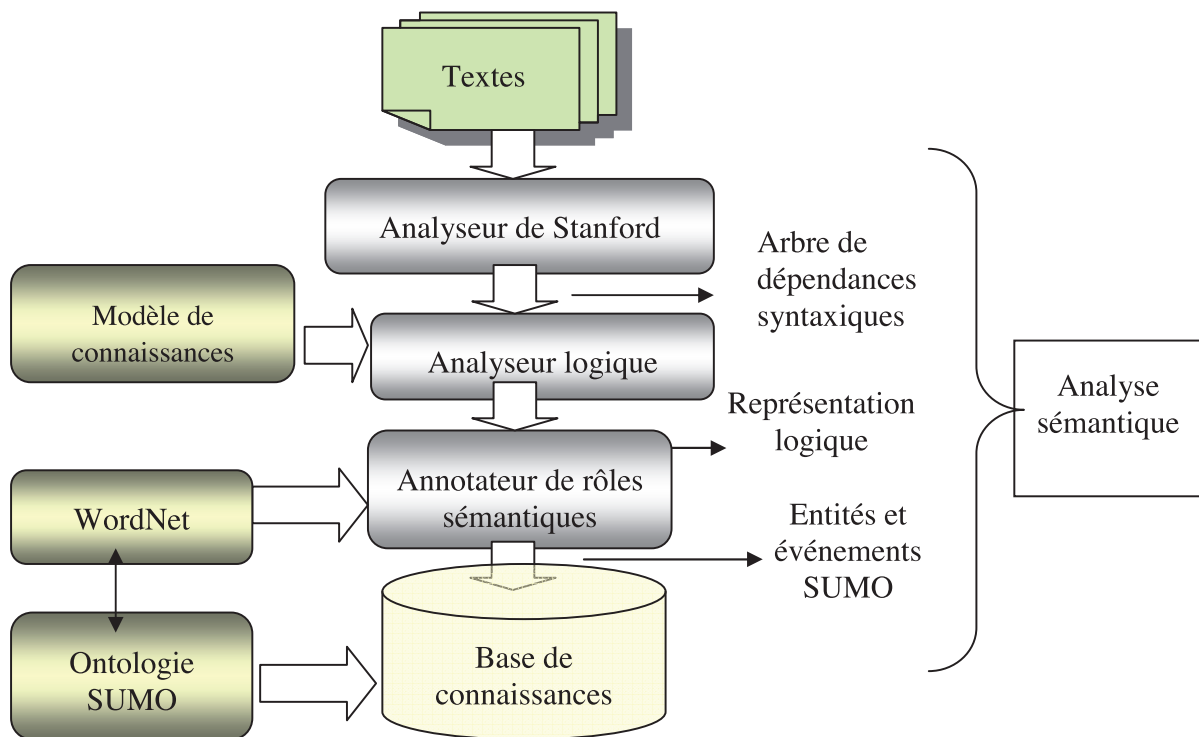 Textes
Analyseur de Stanford
Arbre de
dépendances
syntaxiques
Modèle de
connaissances
Analyseur logique
Analyse
sémantique
Représentation
logique
Annotateur de rôles
sémantiques
WordNet
Entités et
événements
SUMO
Ontologie
SUMO
Base de
connaissances